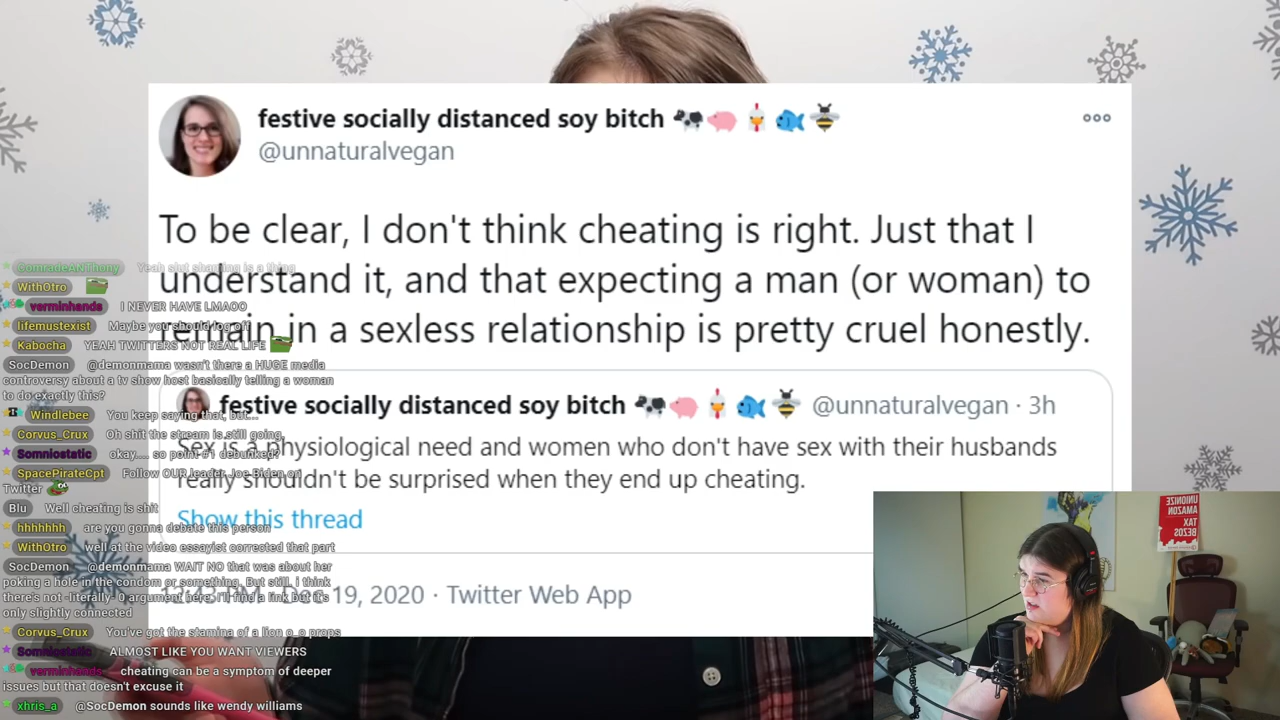 festive socially distanced soy bitch 🐄🐖🐓🐟🐝
@unnaturalvegan
To be clear, I don't think cheating is right. Just that I
understand it, and that expecting a man (or woman) to
remain in a sexless relationship is pretty cruel honestly.
festive socially distanced soy bitch 🐄🐖🐓🐟🐝 @unnaturalvegan · 3h
Sex is a physiological need and women who don't have sex with their husbands
really shouldn't be surprised when they end up cheating.
Show this thread
19, 2020 · Twitter Web App
ComradeANThony Yeah slut shaming is a thing
WithOtro
verminhands I NEVER HAVE LMAOO
lifemustexist Maybe you should log off
Kabocha YEAH TWITTERS NOT REAL LIFE
SocDemon @demonmama wasn't there a HUGE media
controversy about a tv show host basically telling a woman
to do exactly this?
Windlebee You keep saying that, but...
Corvus_Crux Oh shit the stream is still going,
Somniostatic okay.... so point #1 debunked?
SpacePirateCpt Follow OUR leader Joe Biden on
Twitter
Blu Well cheating is shit
hhhhhhh are you gonna debate this person
WithOtro well at the video essayist corrected that part
SocDemon @demonmama WAIT NO that was about her
poking a hole in the condom or something. But still, i think
there's not -literally- 0 argument here. I'll find a link but it's
only slightly connected
Corvus_Crux You've got the stamina of a lion o_o props
Somniostatic ALMOST LIKE YOU WANT VIEWERS
verminhands cheating can be a symptom of deeper
issues but that doesn't excuse it
xhris_a @SocDemon sounds like wendy williams
UNIONIZE
AMAZON
TAX
BEZOS